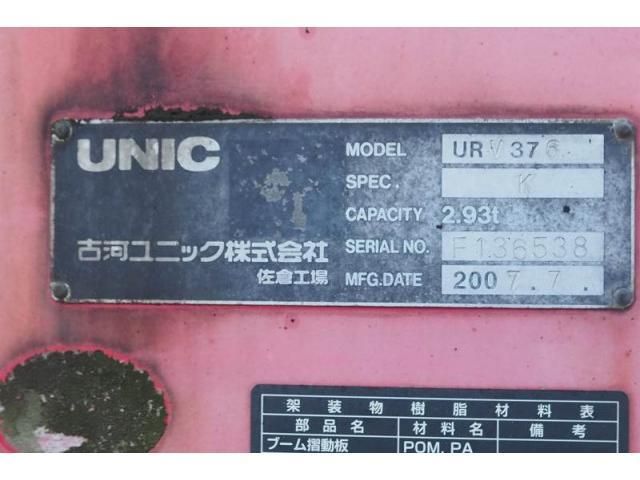 UNIC
古河ユニック株式会社
佐倉工場
MODEL URV376
SPEC. K
CAPACITY 2.93t
SERIAL NO. E136538
MFG.DATE 2007.7.
架装物樹脂材料表
部品名 材料名 備考
ブーム摺動板 POM, PA